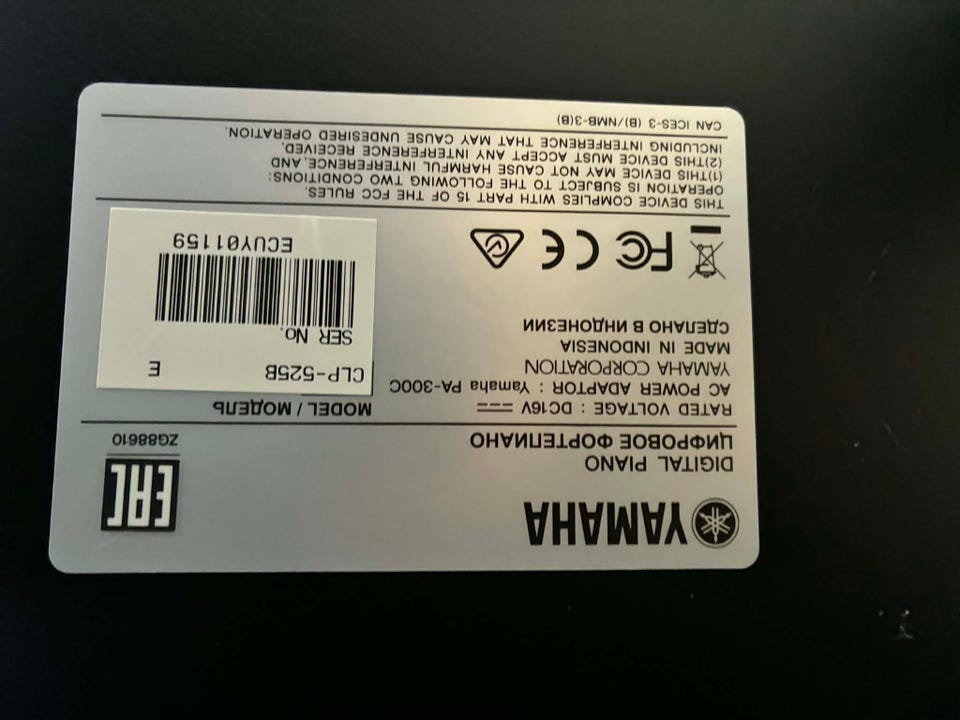 YAMAHA
EAC
DIGITAL PIANO
ЦИФРОВОЕ ФОРТЕПИАНО
ZG88610
RATED VOLTAGE : DC16V
MODEL / МОДЕЛЬ
AC POWER ADAPTOR : Yamaha PA-300C
YAMAHA CORPORATION
MADE IN INDONESIA
СДЕЛАНО В ИНДОНЕЗИИ
CLP-525B E
SER No.
ECUY01159
FC CE
THIS DEVICE COMPLIES WITH PART 15 OF THE FCC RULES.
OPERATION IS SUBJECT TO THE FOLLOWING TWO CONDITIONS:
(1)THIS DEVICE MAY NOT CAUSE HARMFUL INTERFERENCE, AND
(2)THIS DEVICE MUST ACCEPT ANY INTERFERENCE RECEIVED,
INCLUDING INTERFERENCE THAT MAY CAUSE UNDESIRED OPERATION.
CAN ICES-3 (B)/NMB-3(B)